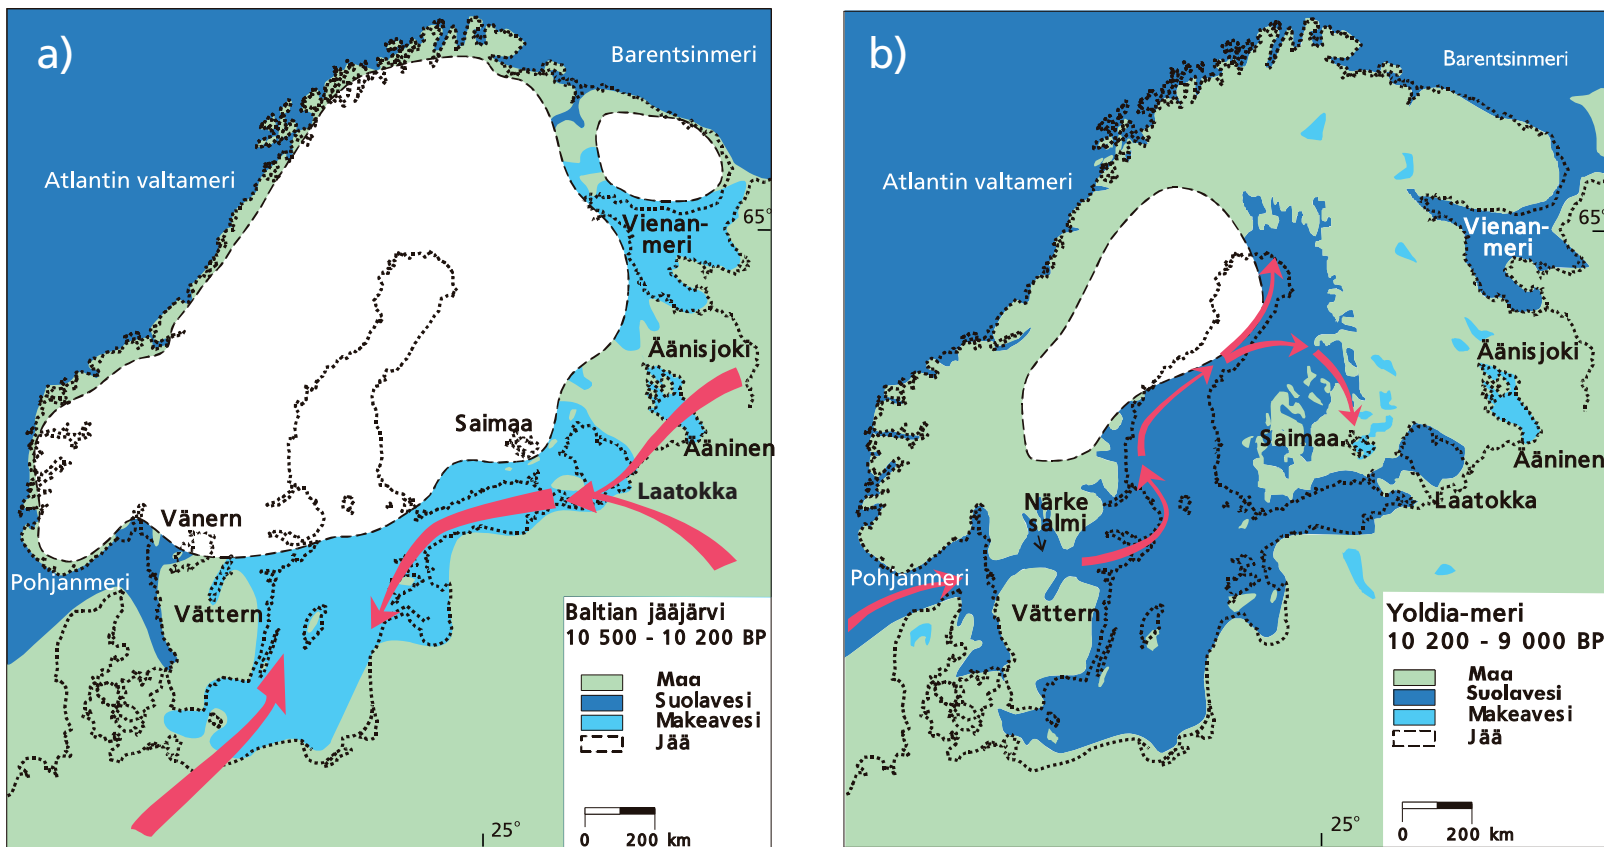 a)
Barentsinmeri
Atlantin valtameri
65°
Vienan-
meri
Äänisjoki
Saimaa
Ääninen
Laatokka
Vänern
Pohjanmeri
Vättern
Baltian jääjärvi
10 500 - 10 200 BP
Maa
Suolavesi
Makeavesi
Jää
0 200 km
25°
b)
Barentsinmeri
Atlantin valtameri
65°
Vienan-
meri
Äänisjoki
Saimaa
Ääninen
Laatokka
Närke
salmi
Pohjanmeri
Vättern
Yoldia-meri
10 200 - 9 000 BP
Maa
Suolavesi
Makeavesi
Jää
0 200 km
25°